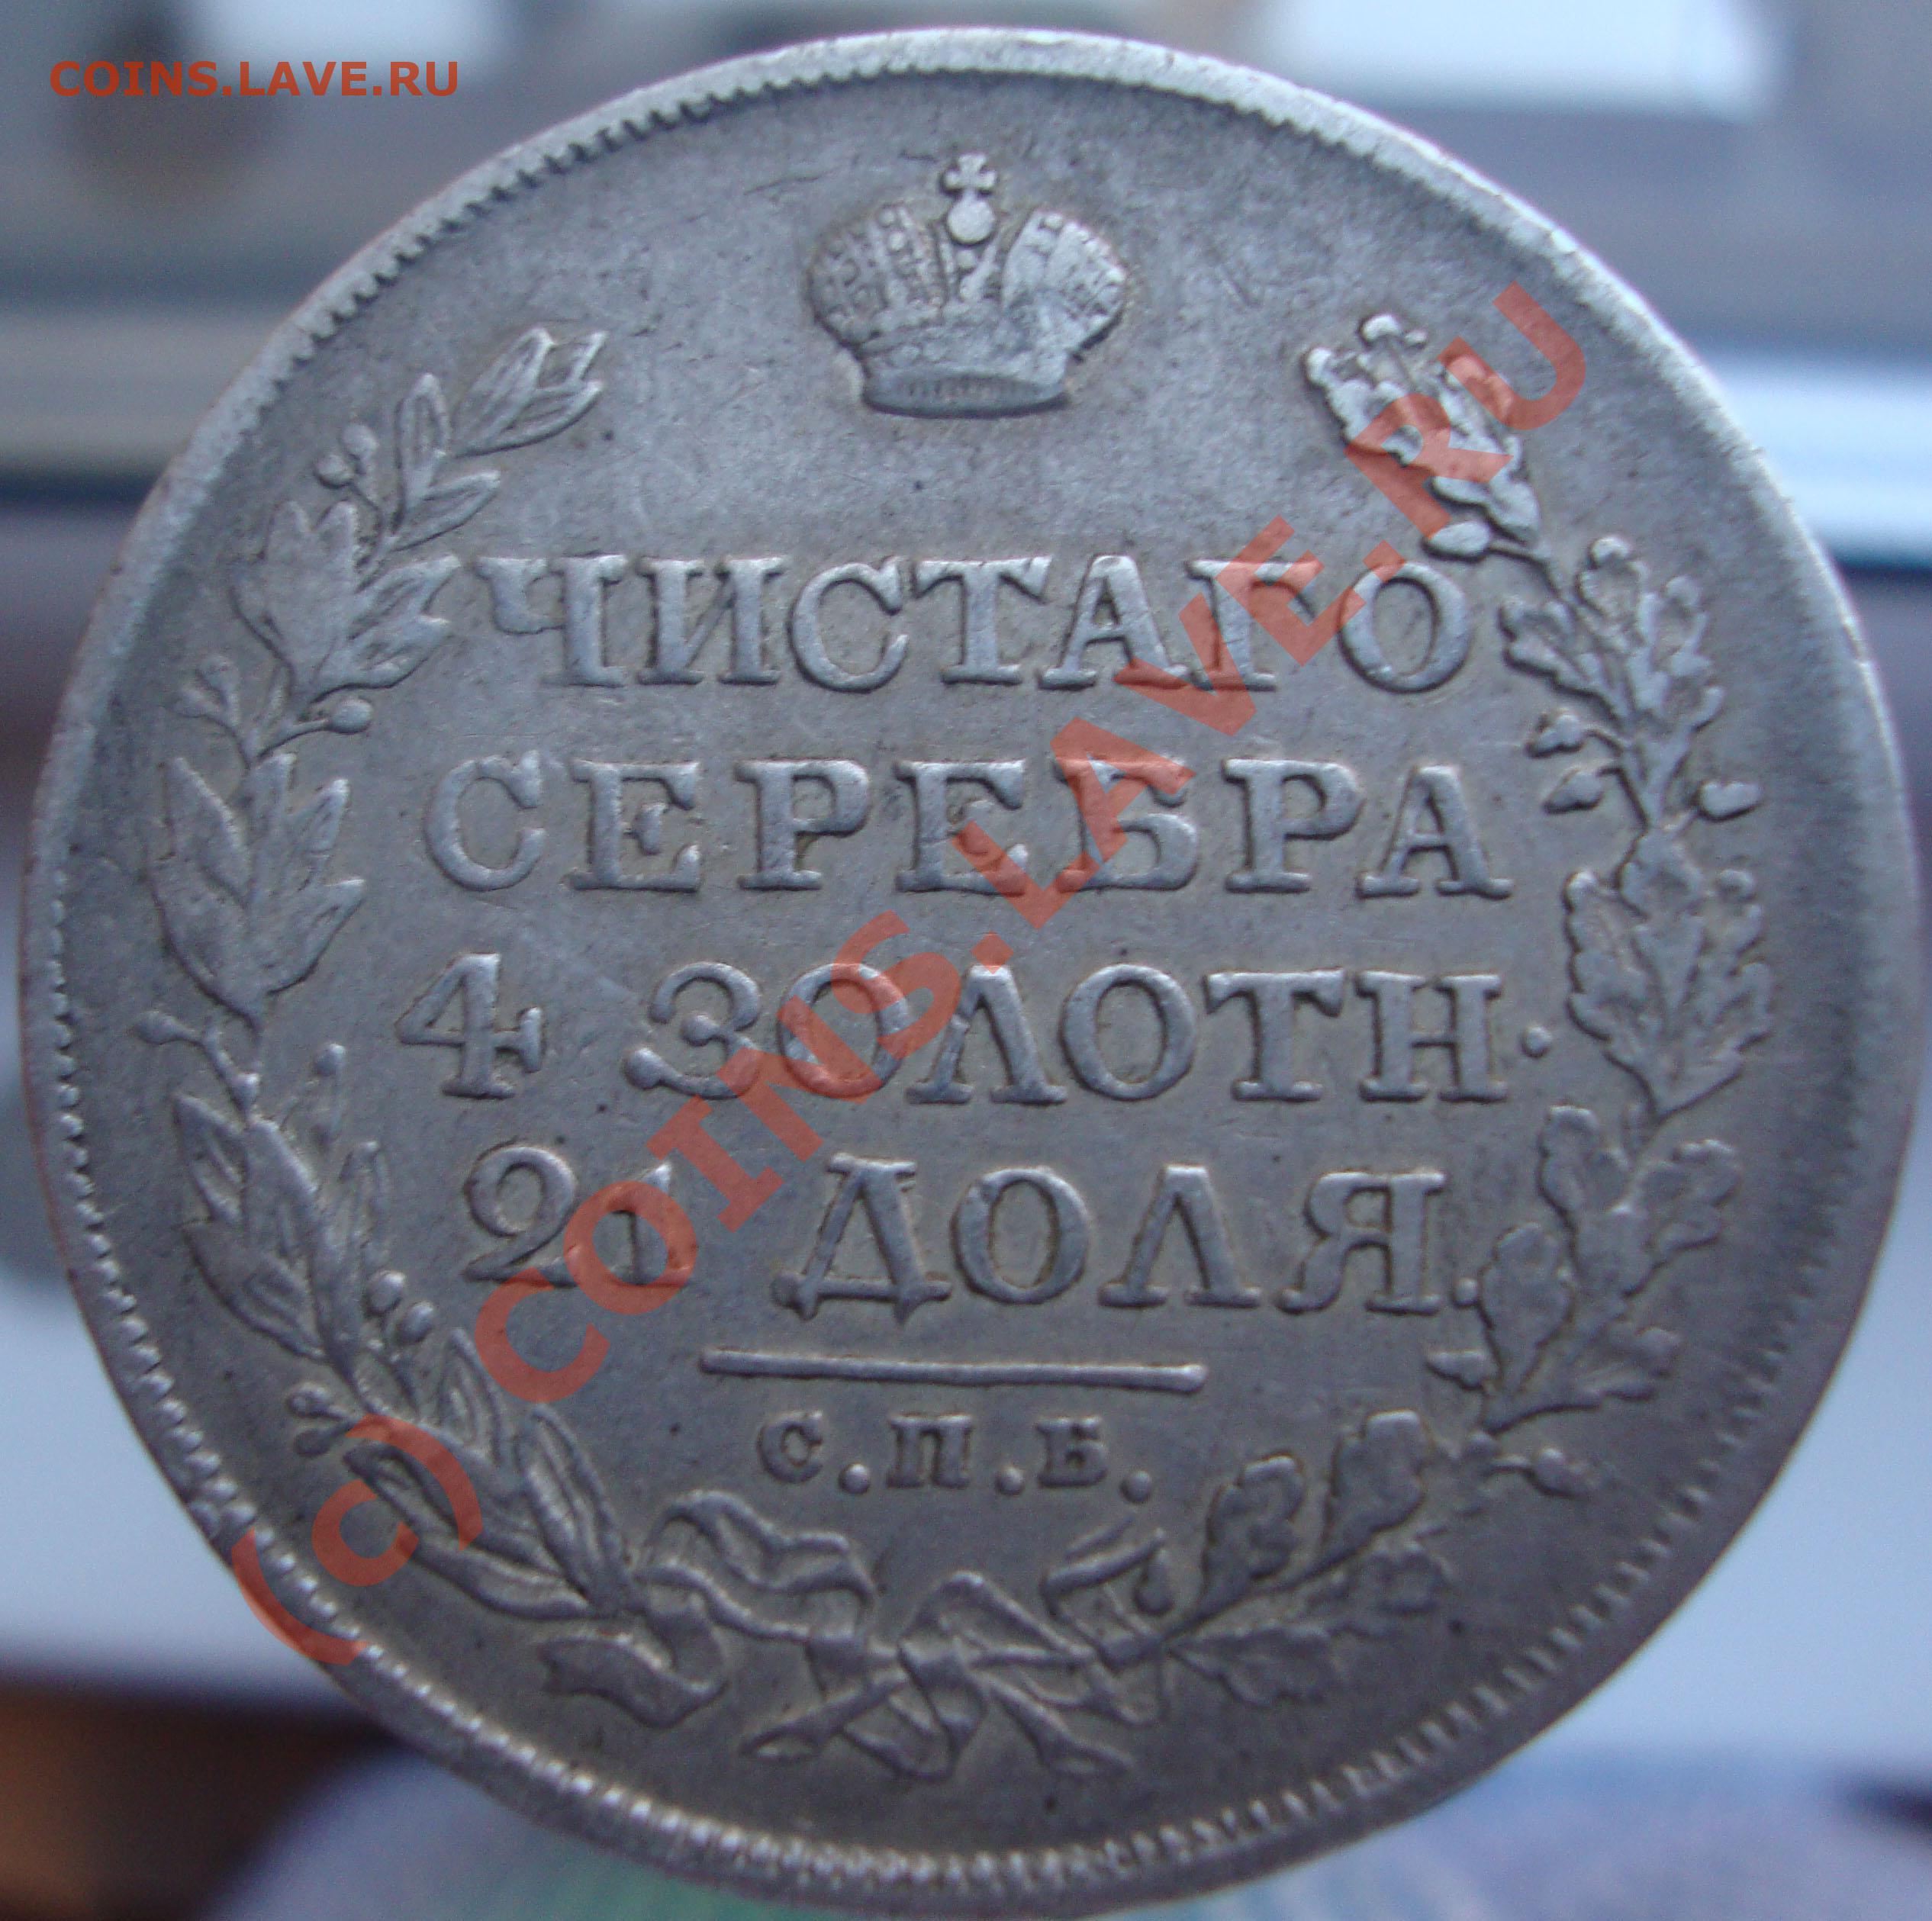 COINS.LAVE.RU
ЧИСТАГО
СЕРЕБРА
4 ЗОЛОТН.
21 ДОЛЯ.
С.П.Б.
(c) COINS.LAVE.RU